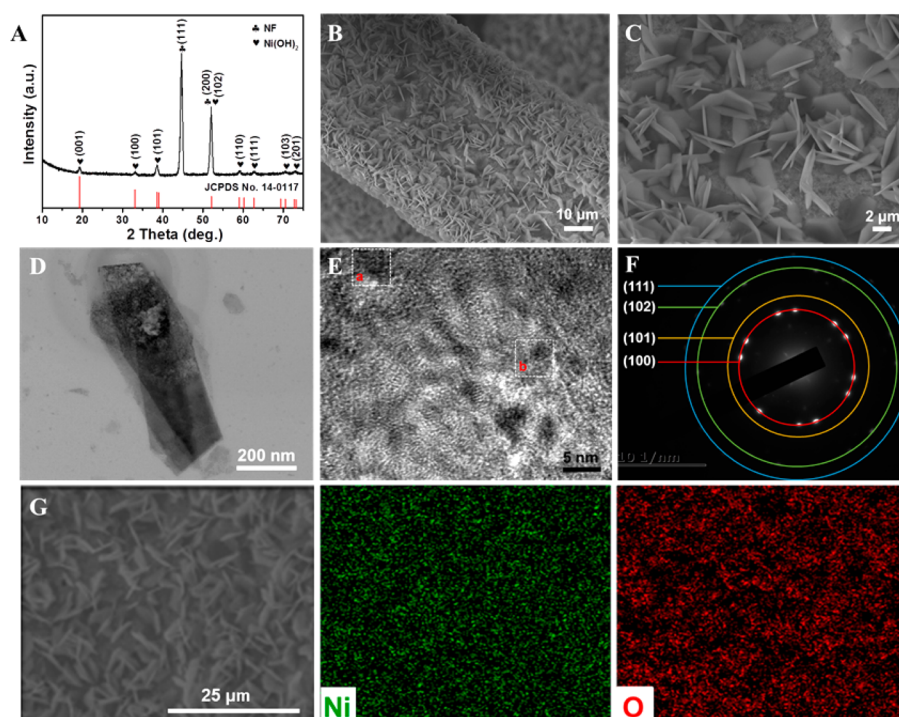 A
♣ NF
♥ Ni(OH)₂
Intensity (a.u.)
(001)
(100)
(101)
(111)
(200)
(102)
(110)
(111)
(103)
(201)
JCPDS No. 14-0117
10 20 30 40 50 60 70
2 Theta (deg.)
B
10 µm
C
2 µm
D
200 nm
E
a
b
5 nm
F
(111)
(102)
(101)
(100)
10 1/nm
G
25 µm
Ni
O